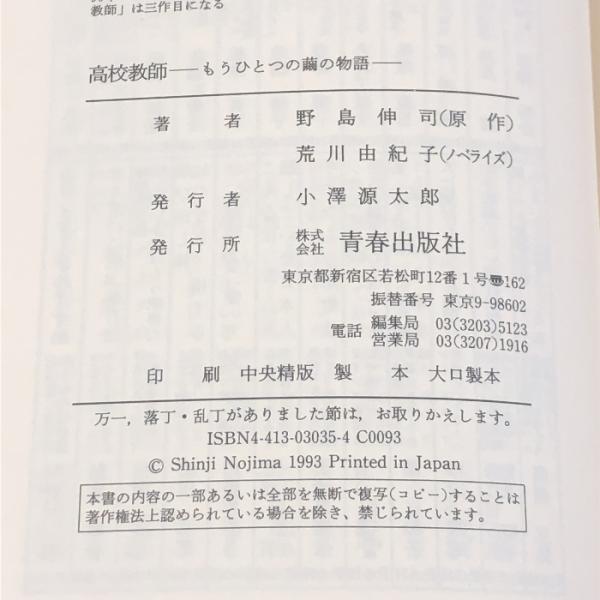 教師」は三作目になる
高校教師──もうひとつの繭の物語──
著者 野島伸司(原作)
荒川由紀子(ノベライズ)
発行者 小澤源太郎
発行所 株式会社 青春出版社
東京都新宿区若松町12番1号〠162
振替番号 東京9-98602
電話 編集局 03(3203)5123
営業局 03(3207)1916
印刷 中央精版 製本 大口製本
万一,落丁・乱丁がありました節は,お取りかえします。
ISBN4-413-03035-4 C0093
© Shinji Nojima 1993 Printed in Japan
本書の内容の一部あるいは全部を無断で複写(コピー)することは
著作権法上認められている場合を除き、禁じられています。